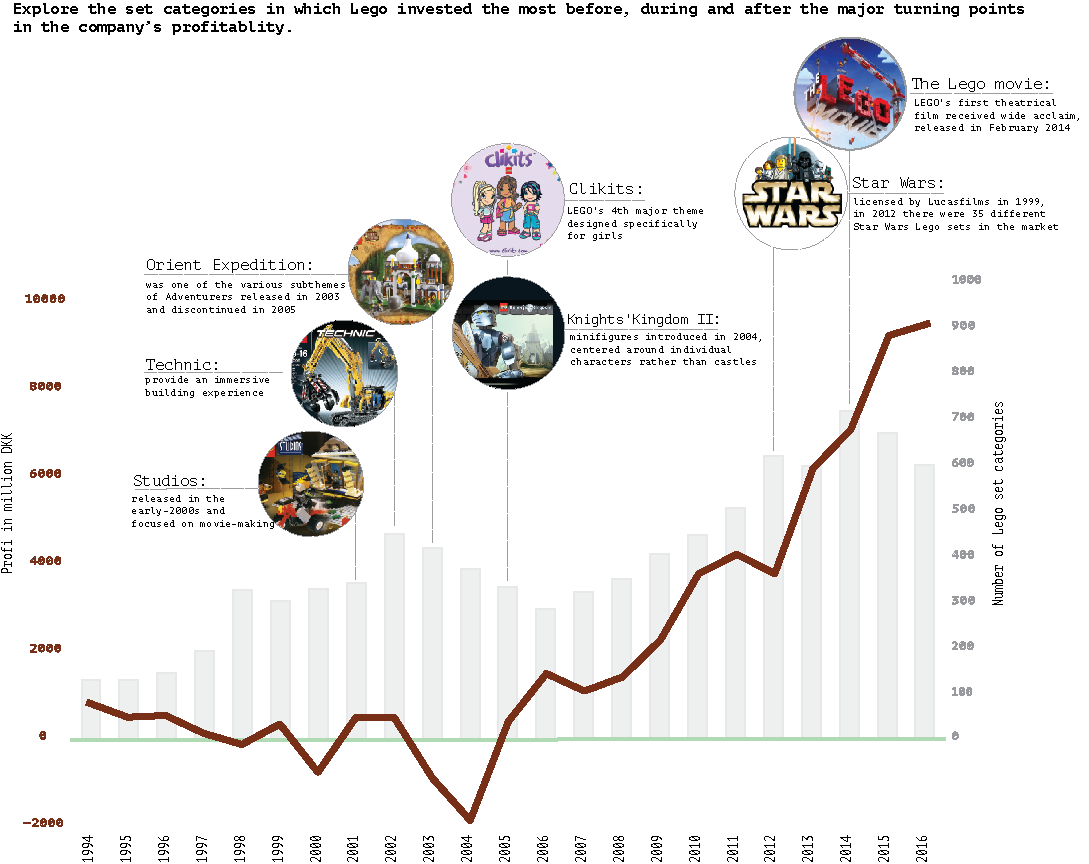 Explore the set categories in which Lego invested the most before, during and after the major turning points
in the company's profitablity.
The Lego movie:
LEGO's first theatrical
film received wide acclaim,
released in February 2014
THE LEGO MOVIE
Star Wars:
licensed by Lucasfilms in 1999,
in 2012 there were 35 different
Star Wars Lego sets in the market
STAR
WARS
Clikits:
LEGO's 4th major theme
designed specifically
for girls
clikits
Orient Expedition:
was one of the various subthemes
of Adventurers released in 2003
and discontinued in 2005
Knights'Kingdom II:
minifigures introduced in 2004,
centered around individual
characters rather than castles
Technic:
provide an immersive
building experience
TECHNIC
Studios:
released in the
early-2000s and
focused on movie-making
STUDIOS
Profi in million DKK
10000
8000
6000
4000
2000
0
-2000
Number of Lego set categories
1000
900
800
700
600
500
400
300
200
100
0
1994
1995
1996
1997
1998
1999
2000
2001
2002
2003
2004
2005
2006
2007
2008
2009
2010
2011
2012
2013
2014
2015
2016